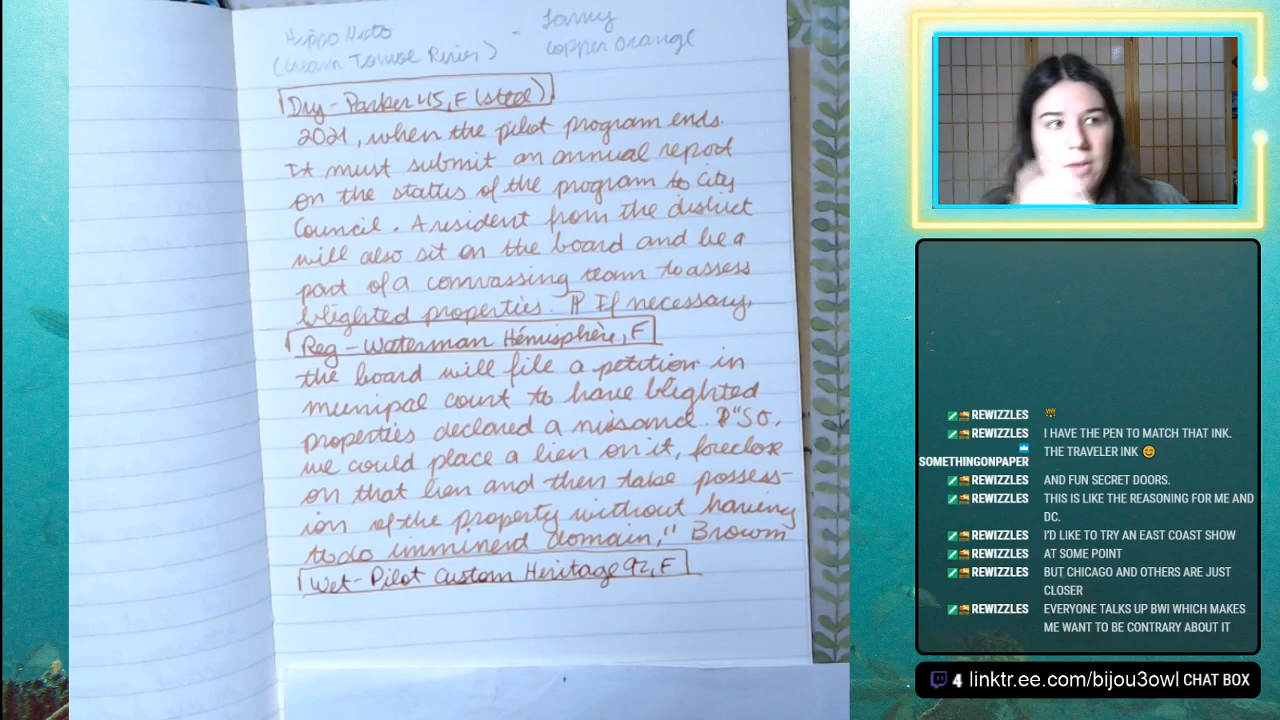 Hippo Noto
(Cream Tomoe River)
- Lamy
Copper Orange
Dry - Parker 45, F (steel)
2021, when the pilot program ends.
It must submit an annual report
on the status of the program to City
Council. A resident from the district
will also sit on the board and be a
part of a convassing team to assess
blighted properties. ¶ If necessary,
Reg - Waterman Hémisphère, F
the board will file a petition in
munipal court to have blighted
properties declared a nuisance. ¶ "So,
we could place a lien on it, foreclose
on that lien and then take possess-
ion of the property without having
to do imminent domain," Brown
Wet - Pilot Custom Heritage 92, F
REWIZZLES
REWIZZLES I HAVE THE PEN TO MATCH THAT INK.
SOMETHINGONPAPER THE TRAVELER INK
REWIZZLES AND FUN SECRET DOORS.
REWIZZLES THIS IS LIKE THE REASONING FOR ME AND
DC.
REWIZZLES I'D LIKE TO TRY AN EAST COAST SHOW
REWIZZLES AT SOME POINT
REWIZZLES BUT CHICAGO AND OTHERS ARE JUST
CLOSER
REWIZZLES EVERYONE TALKS UP BWI WHICH MAKES
ME WANT TO BE CONTRARY ABOUT IT
4 linktr.ee.com/bijou3owl CHAT BOX